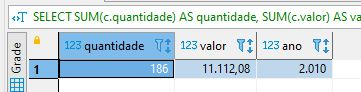 SELECT SUM(c.quantidade) AS quantidade, SUM(c.valor) AS va
Grade
123 quantidade 123 valor 123 ano
1 186 11.112,08 2.010